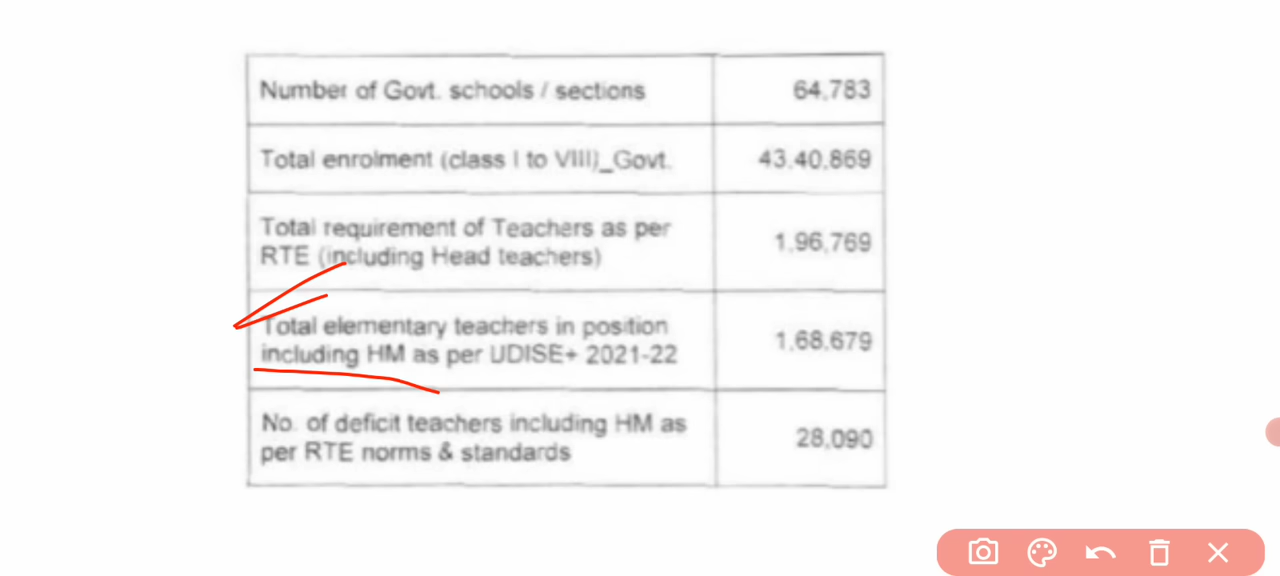 Number of Govt. schools / sections 64,783
Total enrolment (class I to VIII)_Govt. 43,40,869
Total requirement of Teachers as per
RTE (including Head teachers) 1,96,769
Total elementary teachers in position
including HM as per UDISE+ 2021-22 1,68,679
No. of deficit teachers including HM as
per RTE norms & standards 28,090